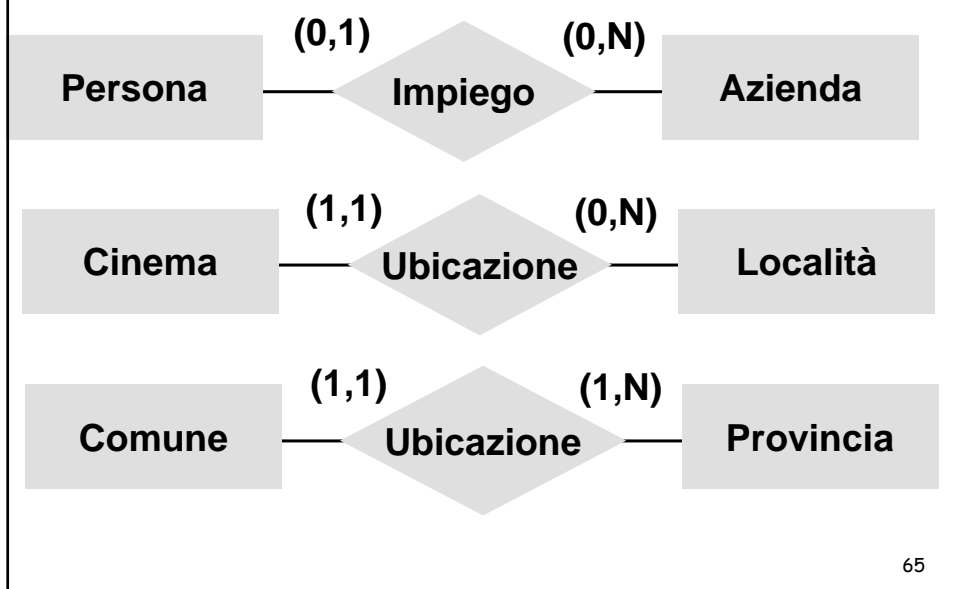 (0,1) (0,N)
Persona Impiego Azienda
(1,1) (0,N)
Cinema Ubicazione Località
(1,1) (1,N)
Comune Ubicazione Provincia
65